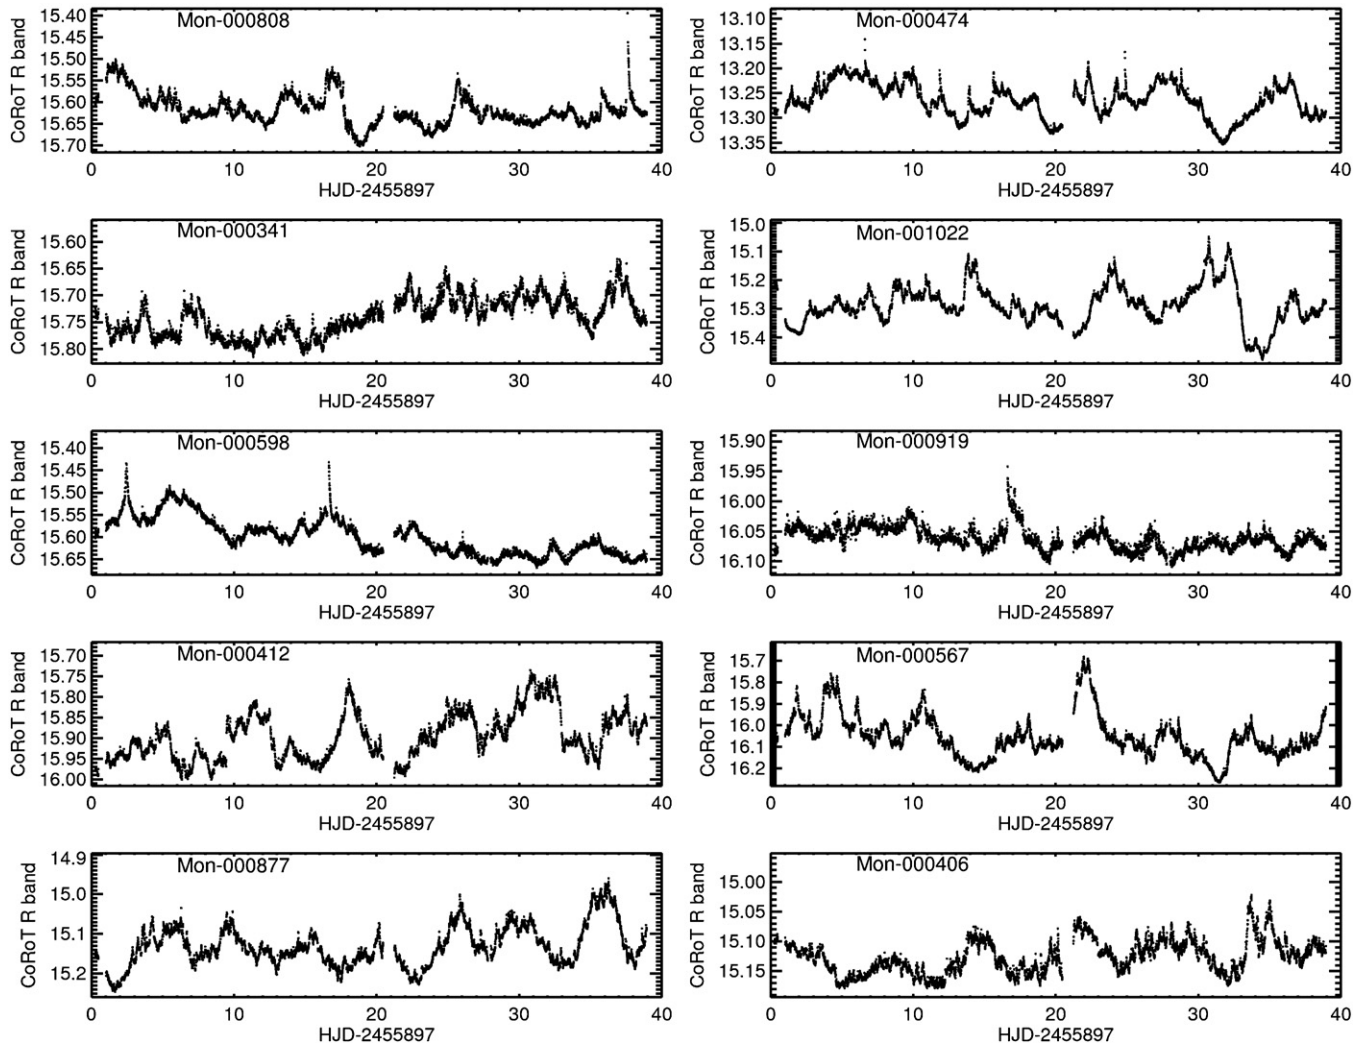 Mon-000808
CoRoT R band
15.40
15.45
15.50
15.55
15.60
15.65
15.70
0 10 20 30 40
HJD-2455897
Mon-000474
CoRoT R band
13.10
13.15
13.20
13.25
13.30
13.35
0 10 20 30 40
HJD-2455897
Mon-000341
CoRoT R band
15.60
15.65
15.70
15.75
15.80
0 10 20 30 40
HJD-2455897
Mon-001022
CoRoT R band
15.0
15.1
15.2
15.3
15.4
0 10 20 30 40
HJD-2455897
Mon-000598
CoRoT R band
15.40
15.45
15.50
15.55
15.60
15.65
0 10 20 30 40
HJD-2455897
Mon-000919
CoRoT R band
15.90
15.95
16.00
16.05
16.10
0 10 20 30 40
HJD-2455897
Mon-000412
CoRoT R band
15.70
15.80
15.85
15.90
15.95
16.00
0 10 20 30 40
HJD-2455897
Mon-000567
CoRoT R band
15.7
15.8
15.9
16.0
16.1
16.2
0 10 20 30 40
HJD-2455897
Mon-000877
CoRoT R band
14.9
15.0
15.1
15.2
0 10 20 30 40
HJD-2455897
Mon-000406
CoRoT R band
15.00
15.05
15.10
15.15
0 10 20 30 40
HJD-2455897